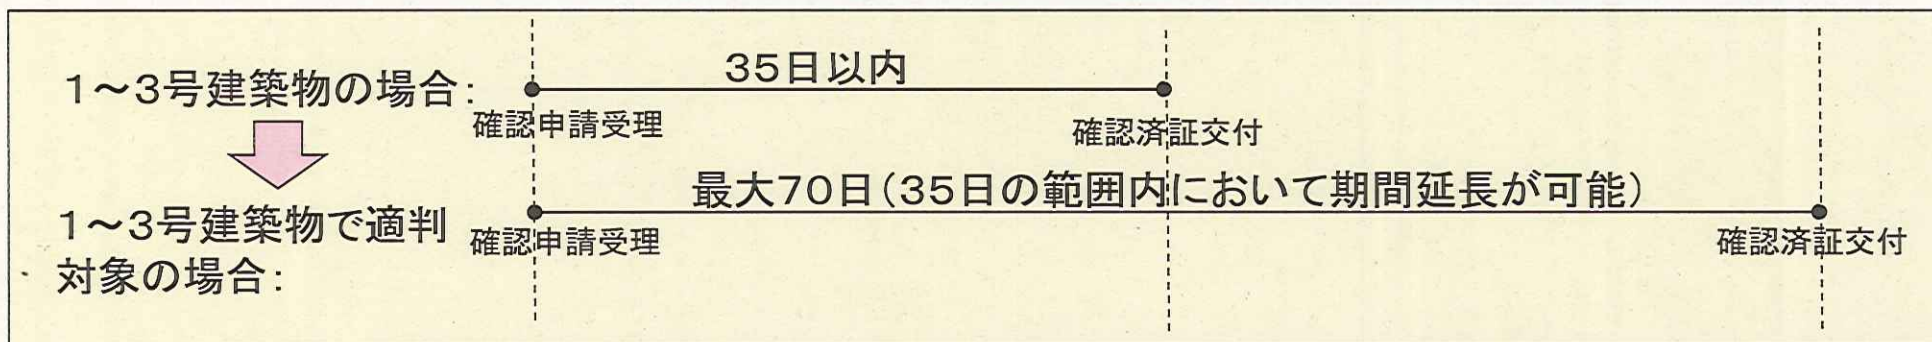 1～3号建築物の場合:
35日以内
確認申請受理
確認済証交付
1～3号建築物で適判
対象の場合:
最大70日(35日の範囲内において期間延長が可能)
確認申請受理
確認済証交付